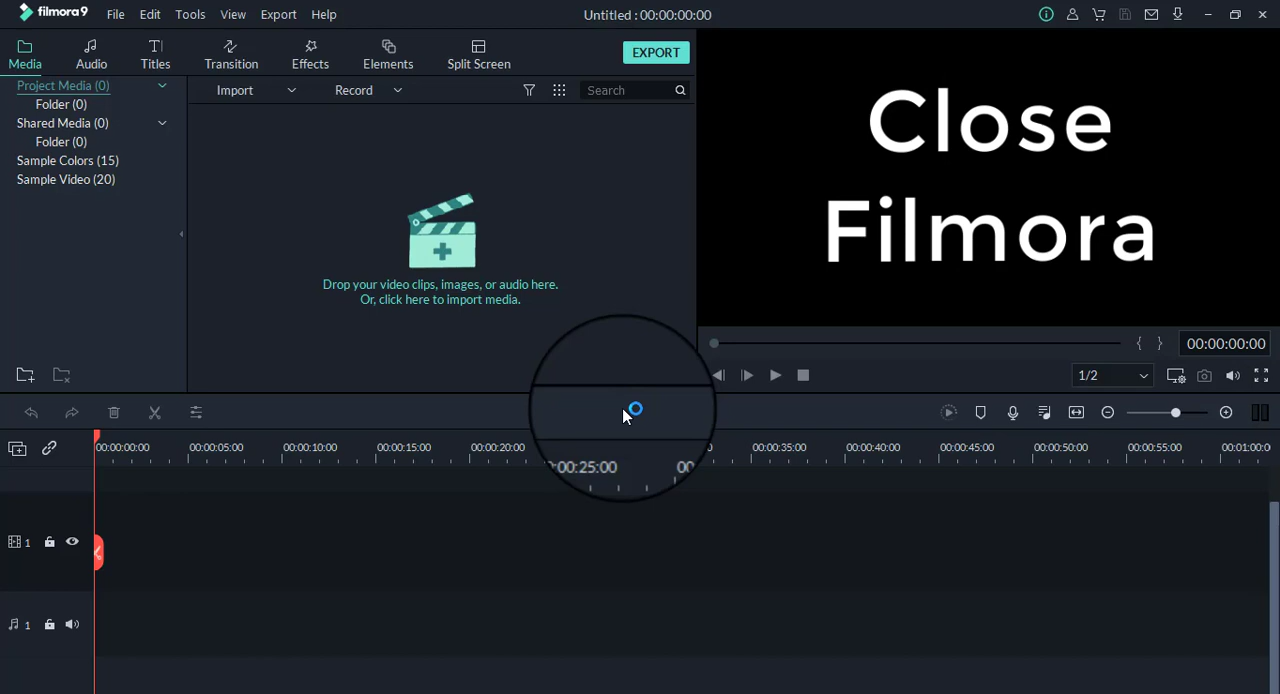 filmora9 File Edit Tools View Export Help Untitled : 00:00:00:00
Media Audio Titles Transition Effects Elements Split Screen EXPORT
Project Media (0)
Folder (0)
Shared Media (0)
Folder (0)
Sample Colors (15)
Sample Video (20)
Import Record Search
Drop your video clips, images, or audio here.
Or, click here to import media.
Close
Filmora
00:00:00:00
1/2
00:00:00:00 00:00:05:00 00:00:10:00 00:00:15:00 00:00:20:00 :00:25:00 00 00:00:35:00 00:00:40:00 00:00:45:00 00:00:50:00 00:00:55:00 00:01:00:0
1
1